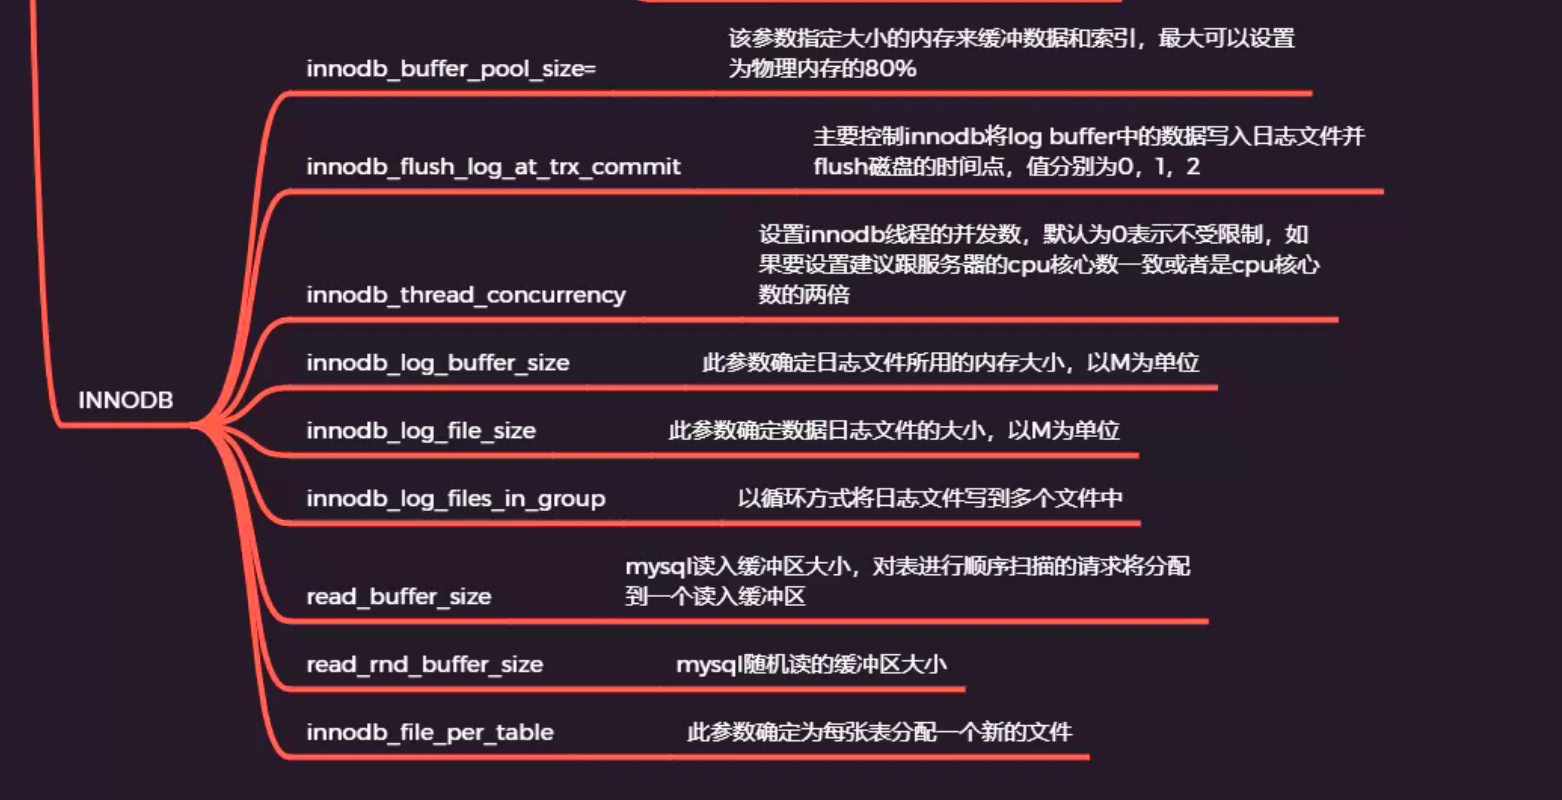 该参数指定大小的内存来缓冲数据和索引，最大可以设置
innodb_buffer_pool_size=
为物理内存的80%
主要控制innodb将log buffer中的数据写入日志文件并
innodb_flush_log_at_trx_commit
flush磁盘的时间点，值分别为0，1，2
设置innodb线程的并发数，默认为0表示不受限制，如
果要设置建议跟服务器的cpu核心数一致或者是cpu核心
innodb_thread_concurrency
数的两倍
innodb_log_buffer_size
此参数确定日志文件所用的内存大小，以M为单位
INNODB
innodb_log_file_size
此参数确定数据日志文件的大小，以M为单位
innodb_log_files_in_group
以循环方式将日志文件写到多个文件中
mysql读入缓冲区大小，对表进行顺序扫描的请求将分配
read_buffer_size
到一个读入缓冲区
read_rnd_buffer_size
mysql随机读的缓冲区大小
innodb_file_per_table
此参数确定为每张表分配一个新的文件